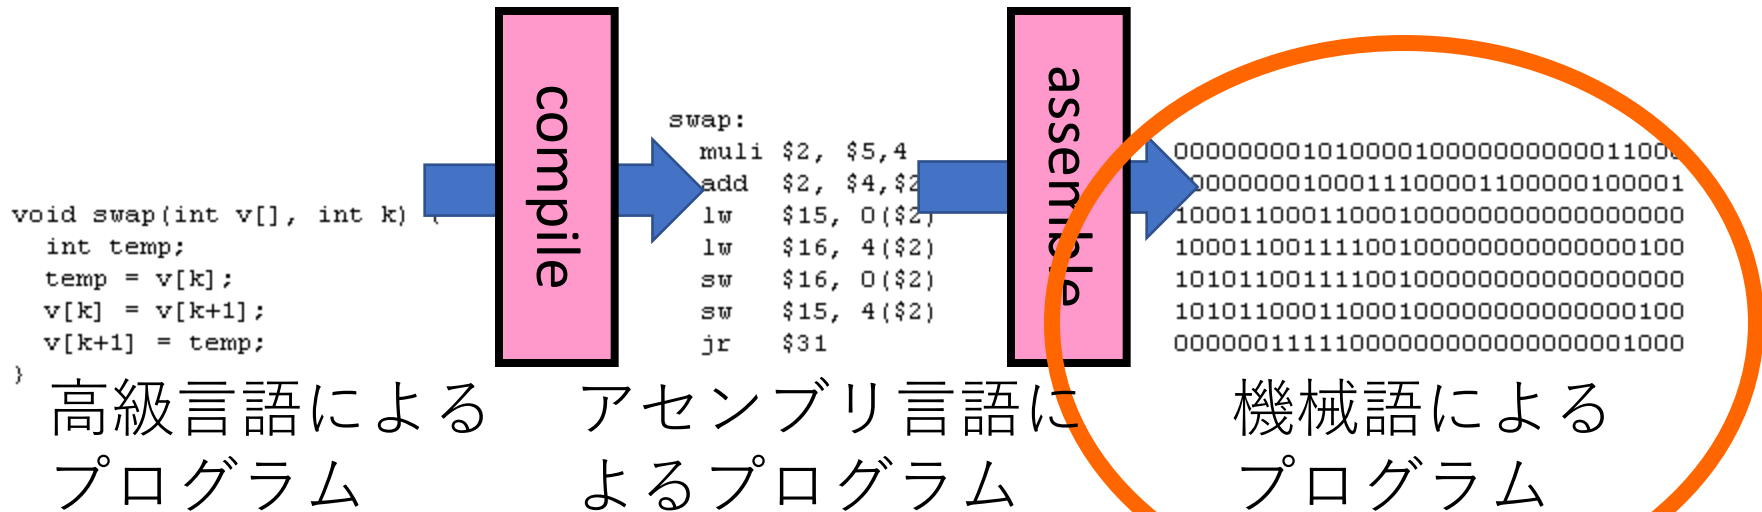 void swap(int v[], int k) {
int temp;
temp = v[k];
v[k] = v[k+1];
v[k+1] = temp;
}
高級言語による
プログラム
compile
swap:
muli $2, $5,4
add $2, $4,$2
lw $15, 0($2)
lw $16, 4($2)
sw $16, 0($2)
sw $15, 4($2)
jr $31
アセンブリ言語に
よるプログラム
assemble
00000000101000010000000000011000
00000000100011100001100000100001
10001100011000100000000000000000
10001100111100100000000000000100
10101100111100100000000000000000
10101100011000100000000000000100
00000011111000000000000000001000
機械語による
プログラム